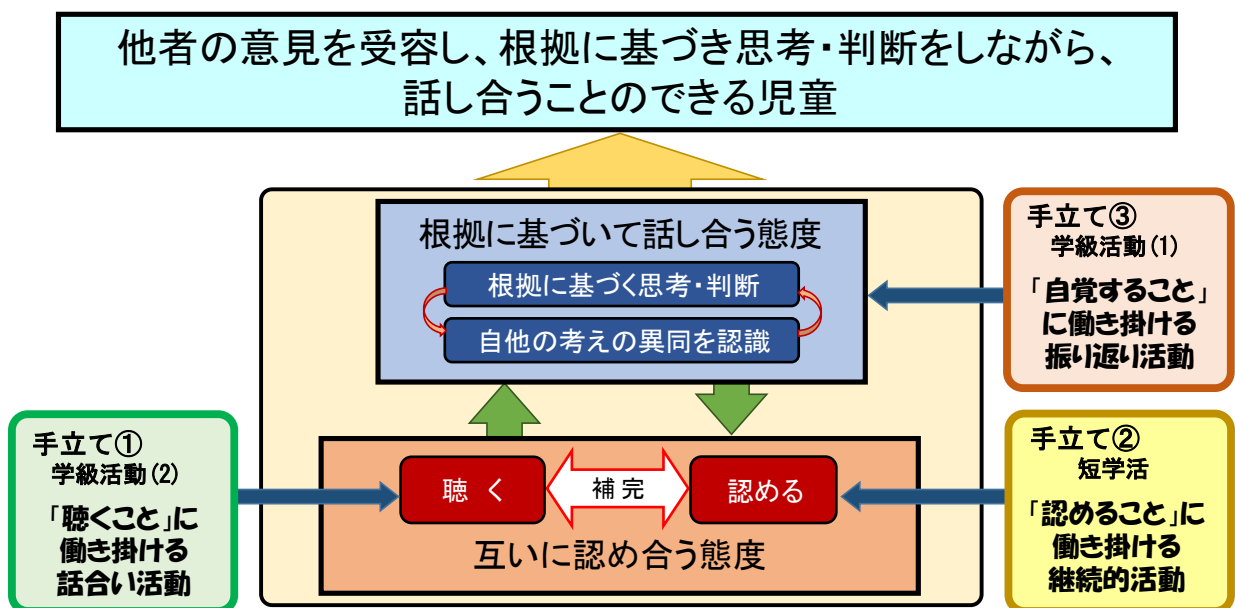 他者の意見を受容し、根拠に基づき思考・判断をしながら、
話し合うことのできる児童
根拠に基づいて話し合う態度
根拠に基づく思考・判断
自他の考えの異同を認識
手立て③
学級活動(1)
「自覚すること」
に働き掛ける
振り返り活動
手立て①
学級活動(2)
「聴くこと」に
働き掛ける
話合い活動
聴く
補完
認める
互いに認め合う態度
手立て②
短学活
「認めること」に
働き掛ける
継続的活動